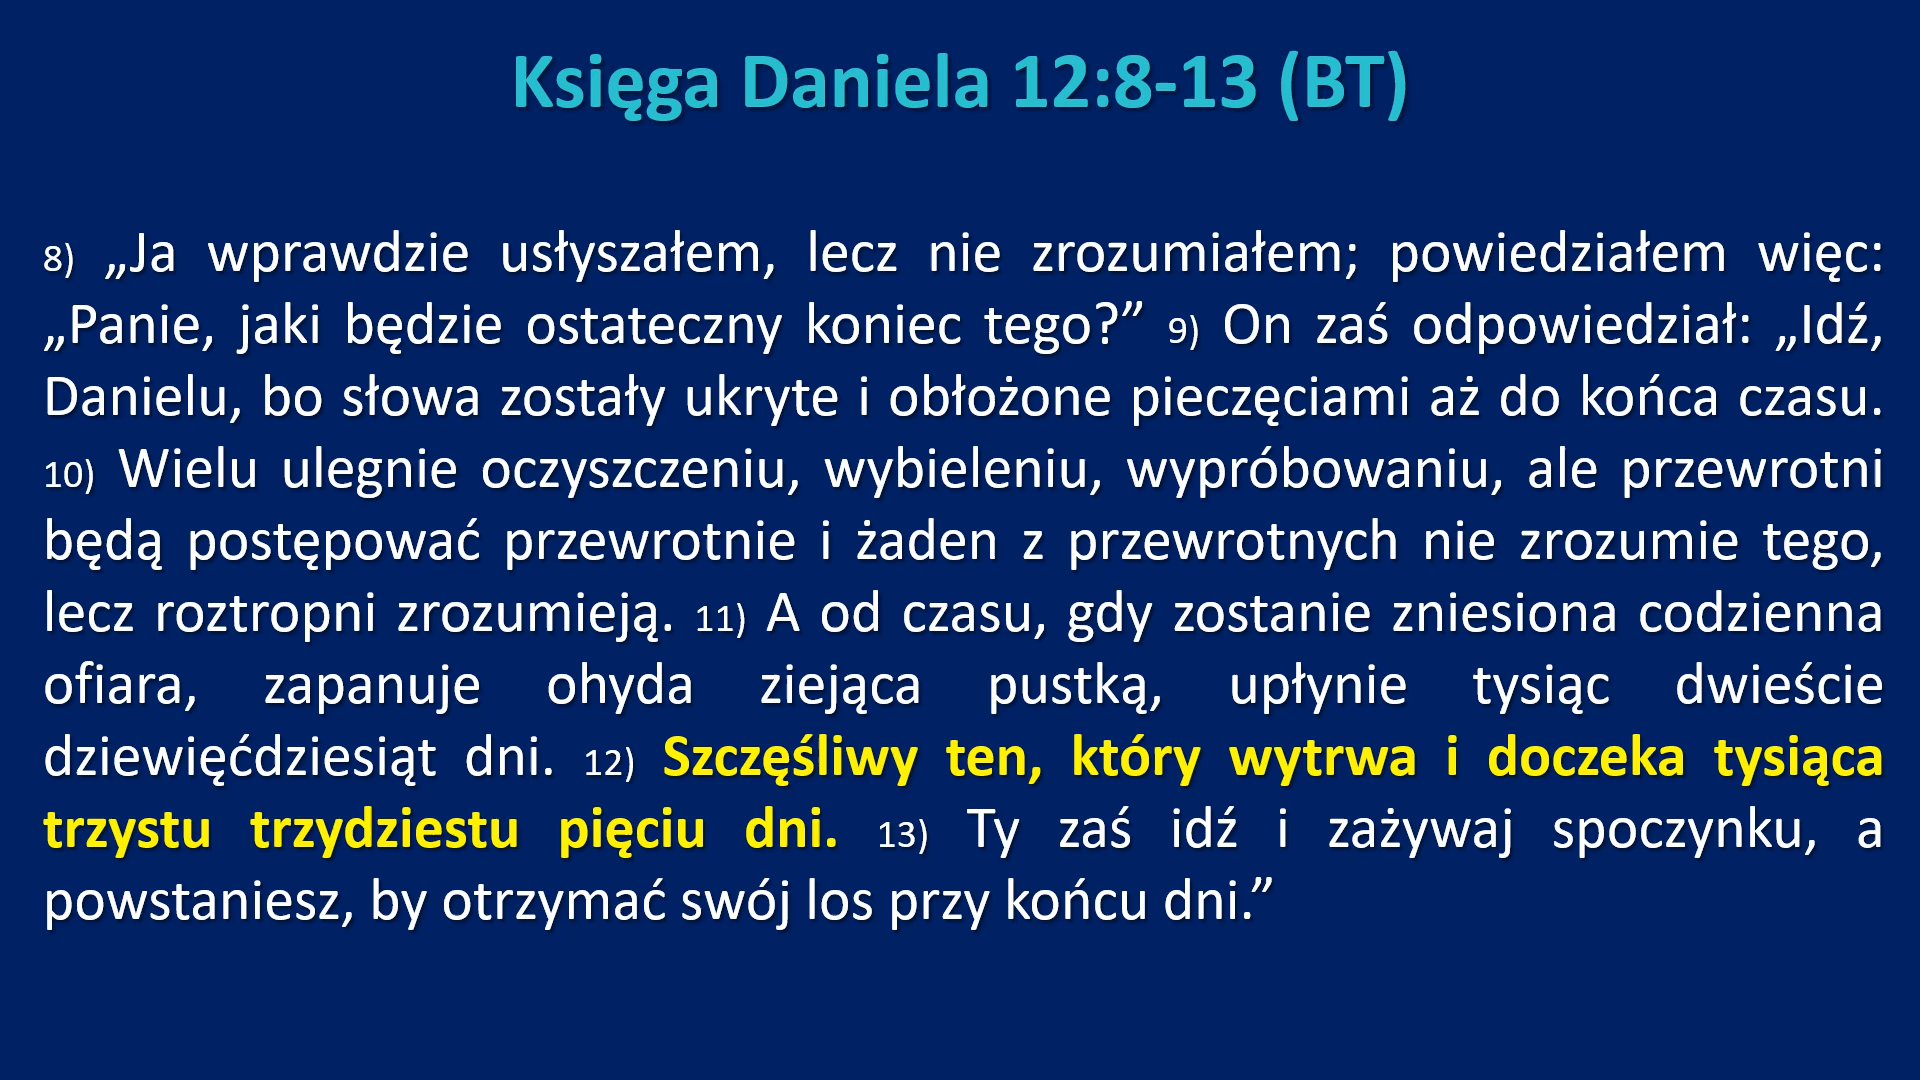 Księga Daniela 12:8-13 (BT)
8) „Ja wprawdzie usłyszałem, lecz nie zrozumiałem; powiedziałem więc:
„Panie, jaki będzie ostateczny koniec tego?” 9) On zaś odpowiedział: „Idź,
Danielu, bo słowa zostały ukryte i obłożone pieczęciami aż do końca czasu.
10) Wielu ulegnie oczyszczeniu, wybieleniu, wypróbowaniu, ale przewrotni
będą postępować przewrotnie i żaden z przewrotnych nie zrozumie tego,
lecz roztropni zrozumieją. 11) A od czasu, gdy zostanie zniesiona codzienna
ofiara, zapanuje ohyda ziejąca pustką, upłynie tysiąc dwieście
dziewięćdziesiąt dni. 12) Szczęśliwy ten, który wytrwa i doczeka tysiąca
trzystu trzydziestu pięciu dni. 13) Ty zaś idź i zażywaj spoczynku, a
powstaniesz, by otrzymać swój los przy końcu dni.”